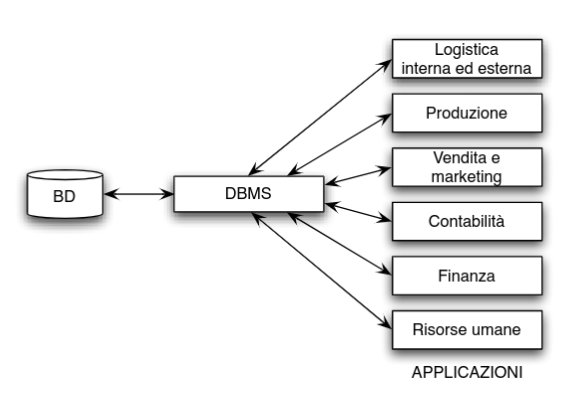 Logistica
interna ed esterna
Produzione
Vendita e
marketing
BD
DBMS
Contabilità
Finanza
Risorse umane
APPLICAZIONI